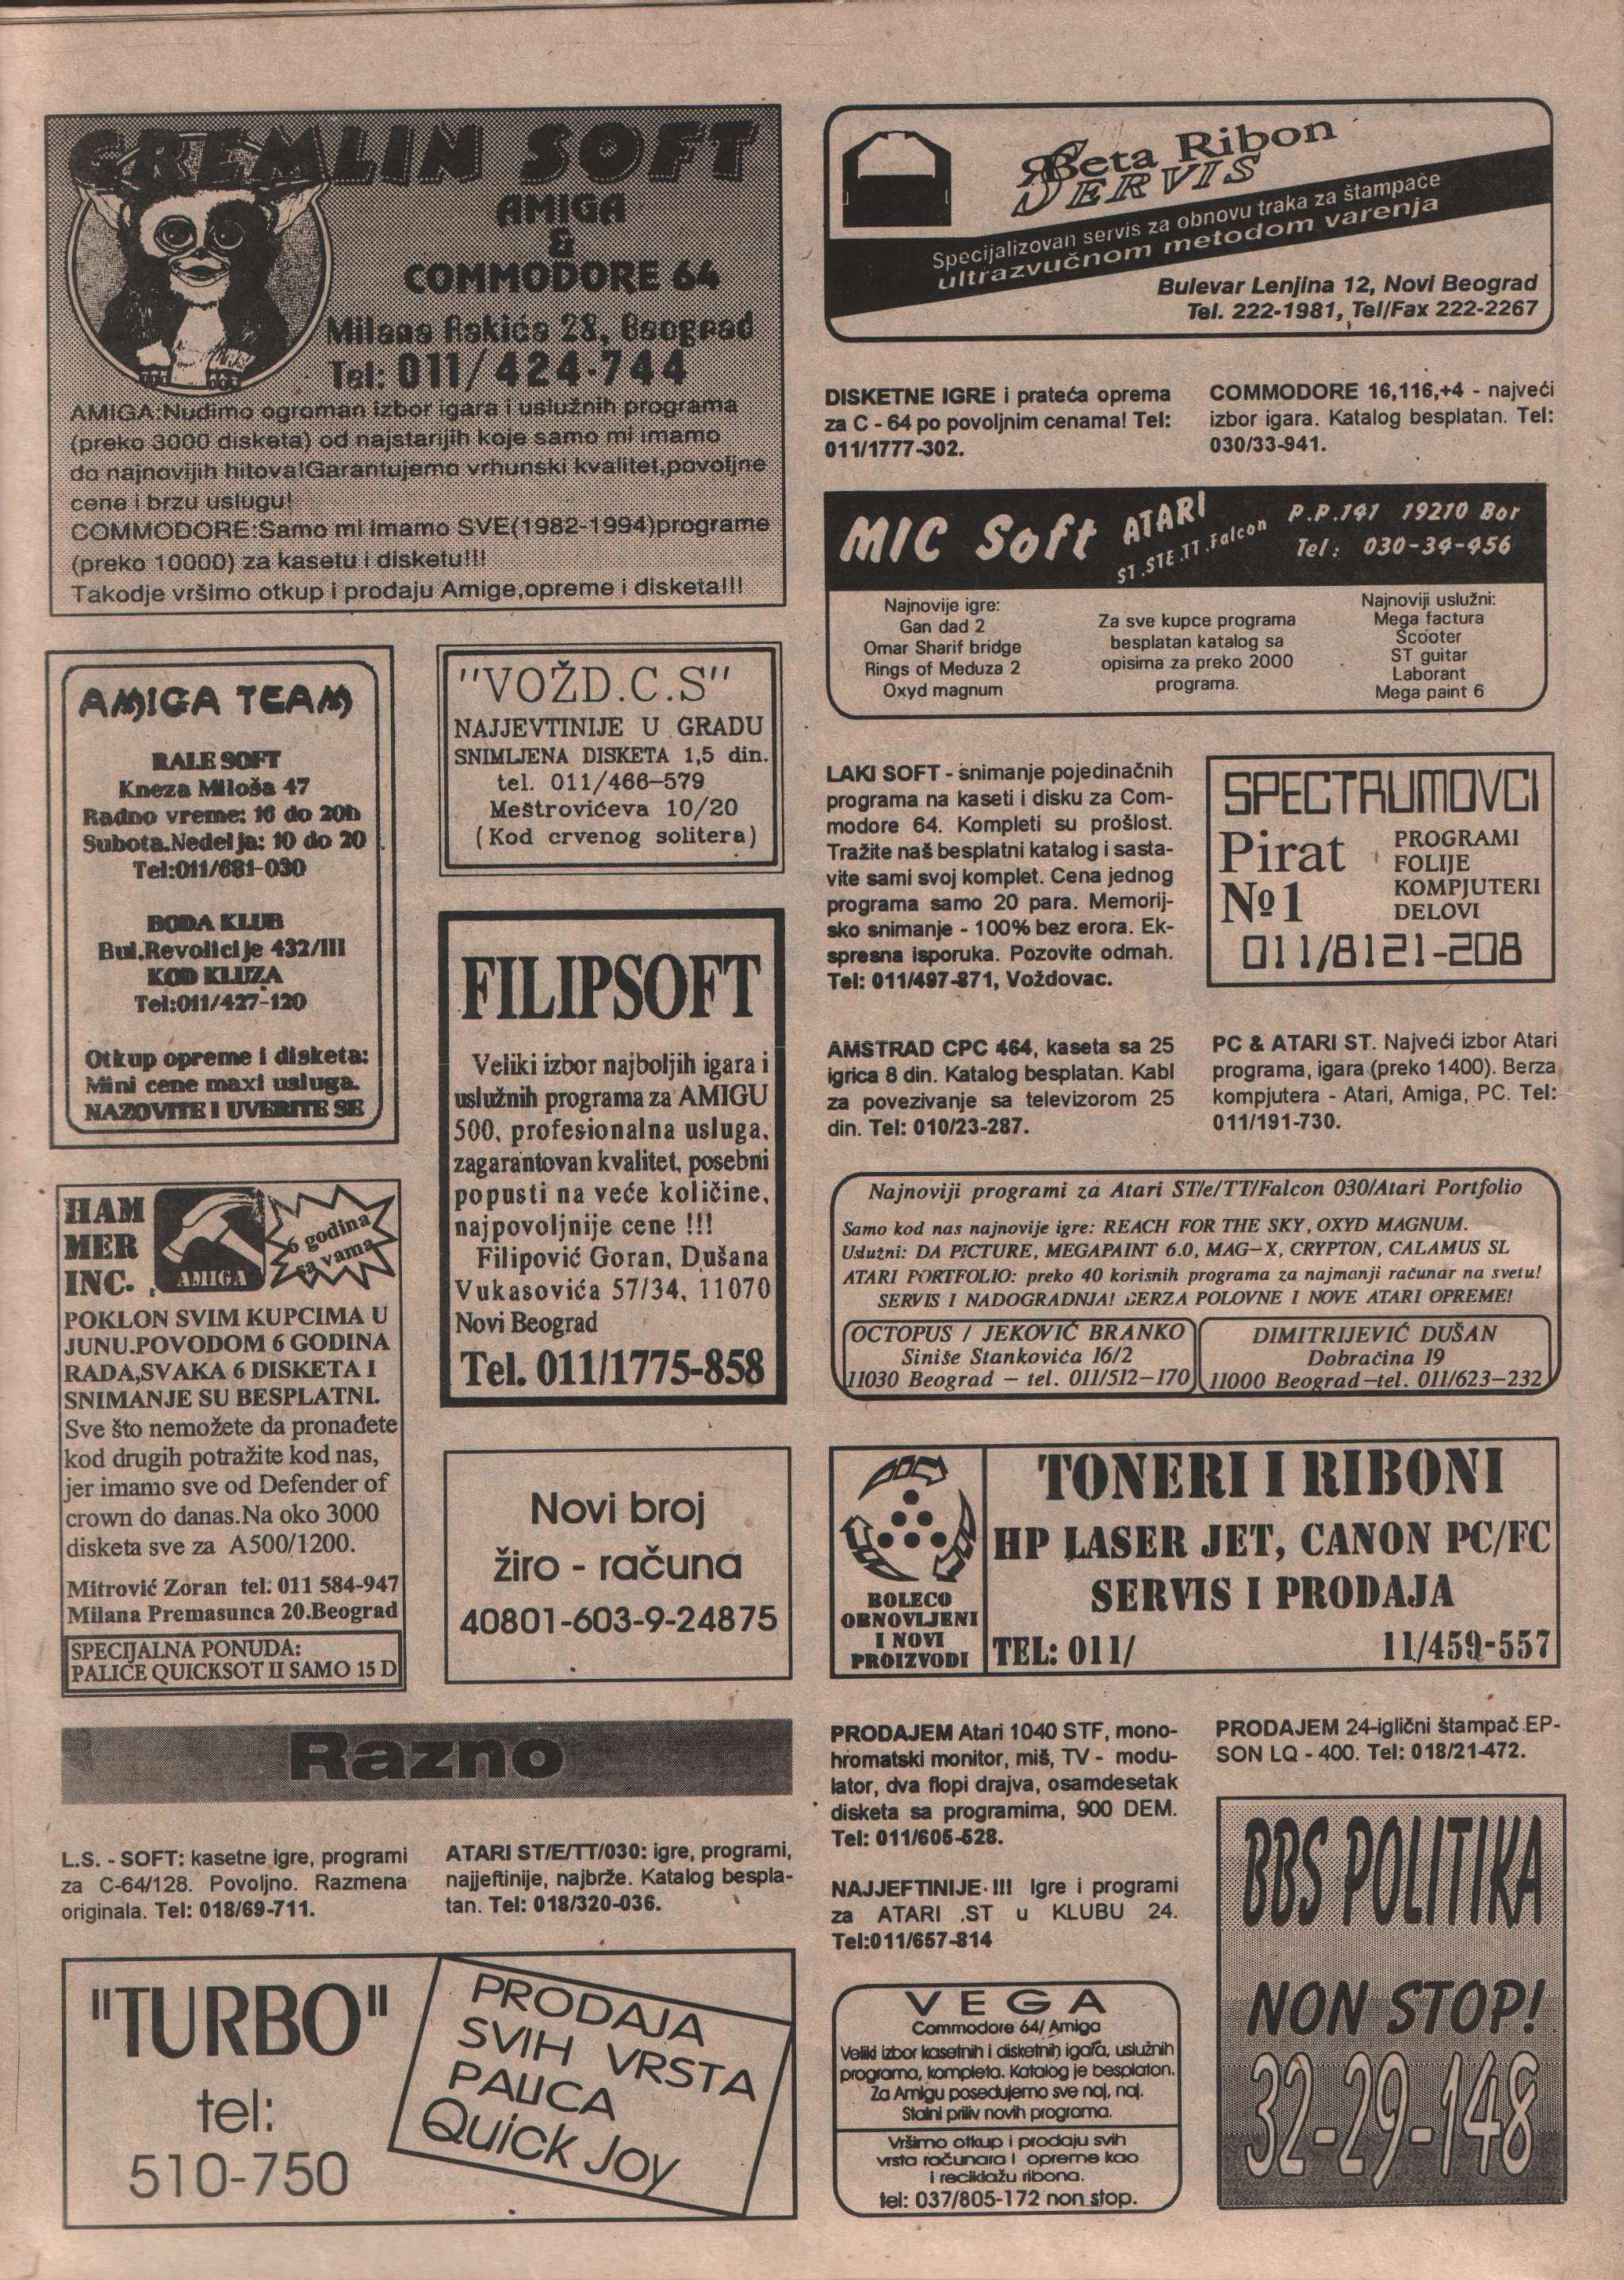 GREMLIN SOFT
AMIGA
&
COMMODORE 64
Milana Rakića 28, Beograd
Tel: 011/424-744
AMIGA:Nudimo ogroman izbor igara i uslužnih programa
(preko 3000 disketa) od najstarijih koje samo mi imamo
do najnovijih hitova!Garantujemo vrhunski kvalitet,povoljne
cene i brzu uslugu!
COMMODORE:Samo mi imamo SVE(1982-1994)programe
(preko 10000) za kasetu i disketu!!!
Takodje vršimo otkup i prodaju Amige,opreme i disketa!!!
AMIGA TEAM
RALE SOFT
Kneza Miloša 47
Radno vreme: 16 do 20h
Subota.Nedelja: 10 do 20
Tel:011/681-030
BODA KLUB
Bul.Revolicije 432/III
KOD KLUZA
Tel:011/427-120
Otkup opreme i disketa:
Mini cene maxi usluga.
NAZOVITE I UVERITE SE
"VOŽD.C.S"
NAJJEVTINIJE U GRADU
SNIMLJENA DISKETA 1,5 din.
tel. 011/466-579
Meštrovićeva 10/20
(Kod crvenog solitera)
FILIPSOFT
Veliki izbor najboljih igara i
uslužnih programa za AMIGU
500, profesionalna usluga,
zagarantovan kvalitet, posebni
popusti na veće količine,
najpovoljnije cene !!!
Filipović Goran, Dušana
Vukasovića 57/34, 11070
Novi Beograd
Tel. 011/1775-858
HAM
MER
INC.
AMIGA
6 godina
sa vama
POKLON SVIM KUPCIMA U
JUNU.POVODOM 6 GODINA
RADA,SVAKA 6 DISKETA I
SNIMANJE SU BESPLATNI.
Sve što nemožete da pronađete
kod drugih potražite kod nas,
jer imamo sve od Defender of
crown do danas.Na oko 3000
disketa sve za A500/1200.
Mitrović Zoran tel: 011 584-947
Milana Premasunca 20.Beograd
SPECIJALNA PONUDA:
PALICE QUICKSOT II SAMO 15 D
Novi broj
žiro - računa
40801-603-9-24875
Razno
L.S. - SOFT: kasetne igre, programi
za C-64/128. Povoljno. Razmena
originala. Tel: 018/69-711.
ATARI ST/E/TT/030: igre, programi,
najjeftinije, najbrže. Katalog bespla-
tan. Tel: 018/320-036.
"TURBO"
tel:
510-750
PRODAJA
SVIH VRSTA
PALICA
Quick Joy
Beta Ribon
SERVIS
Specijalizovan servis za obnovu traka za štampače
ultrazvučnom metodom varenja
Bulevar Lenjina 12, Novi Beograd
Tel. 222-1981, Tel/Fax 222-2267
DISKETNE IGRE i prateća oprema
za C - 64 po povoljnim cenama! Tel:
011/1777-302.
COMMODORE 16,116,+4 - najveći
izbor igara. Katalog besplatan. Tel:
030/33-941.
MIC Soft ATARI
ST.STE.TT.Falcon
P.P.141 19210 Bor
Tel: 030-34-456
Najnovije igre:
Gan dad 2
Omar Sharif bridge
Rings of Meduza 2
Oxyd magnum
Za sve kupce programa
besplatan katalog sa
opisima za preko 2000
programa.
Najnoviji uslužni:
Mega factura
Scooter
ST guitar
Laborant
Mega paint 6
LAKI SOFT - snimanje pojedinačnih
programa na kaseti i disku za Com-
modore 64. Kompleti su prošlost.
Tražite naš besplatni katalog i sasta-
vite sami svoj komplet. Cena jednog
programa samo 20 para. Memorij-
sko snimanje - 100% bez erora. Ek-
spresna isporuka. Pozovite odmah.
Tel: 011/497-871, Voždovac.
SPECTRUMOVCI
Pirat
№1
PROGRAMI
FOLIJE
KOMPJUTERI
DELOVI
011/8121-208
AMSTRAD CPC 464, kaseta sa 25
igrica 8 din. Katalog besplatan. Kabl
za povezivanje sa televizorom 25
din. Tel: 010/23-287.
PC & ATARI ST. Najveći izbor Atari
programa, igara (preko 1400). Berza
kompjutera - Atari, Amiga, PC. Tel:
011/191-730.
Najnoviji programi za Atari ST/e/TT/Falcon 030/Atari Portfolio
Samo kod nas najnovije igre: REACH FOR THE SKY, OXYD MAGNUM.
Uslužni: DA PICTURE, MEGAPAINT 6.0, MAG-X, CRYPTON, CALAMUS SL
ATARI PORTFOLIO: preko 40 korisnih programa za najmanji računar na svetu!
SERVIS I NADOGRADNJA! BERZA POLOVNE I NOVE ATARI OPREME!
OCTOPUS / JEKOVIĆ BRANKO
Siniše Stankovića 16/2
11030 Beograd - tel. 011/512-170
DIMITRIJEVIĆ DUŠAN
Dobračina 19
11000 Beograd-tel. 011/623-232
BOLECO
OBNOVLJENI
I NOVI
PROIZVODI
TONERI I RIBONI
HP LASER JET, CANON PC/FC
SERVIS I PRODAJA
TEL: 011/ 11/459-557
PRODAJEM Atari 1040 STF, mono-
hromatski monitor, miš, TV - modu-
lator, dva flopi drajva, osamdesetak
disketa sa programima, 900 DEM.
Tel: 011/605-528.
PRODAJEM 24-iglični štampač EP-
SON LQ - 400. Tel: 018/21-472.
NAJJEFTINIJE !!! Igre i programi
za ATARI ST u KLUBU 24.
Tel:011/657-814
VEGA
Commodore 64/ Amiga
Veliki izbor kasetnih i disketnih igara, uslužnih
programa, kompleta. Katalog je besplatan.
Za Amigu posedujemo sve naj, naj.
Stalni priliv novih programa.
Vršimo otkup i prodaju svih
vrsta računara i opreme kao
i reciklažu ribona.
tel: 037/805-172 non stop.
BBS POLITIKA
NON STOP!
32-29-148